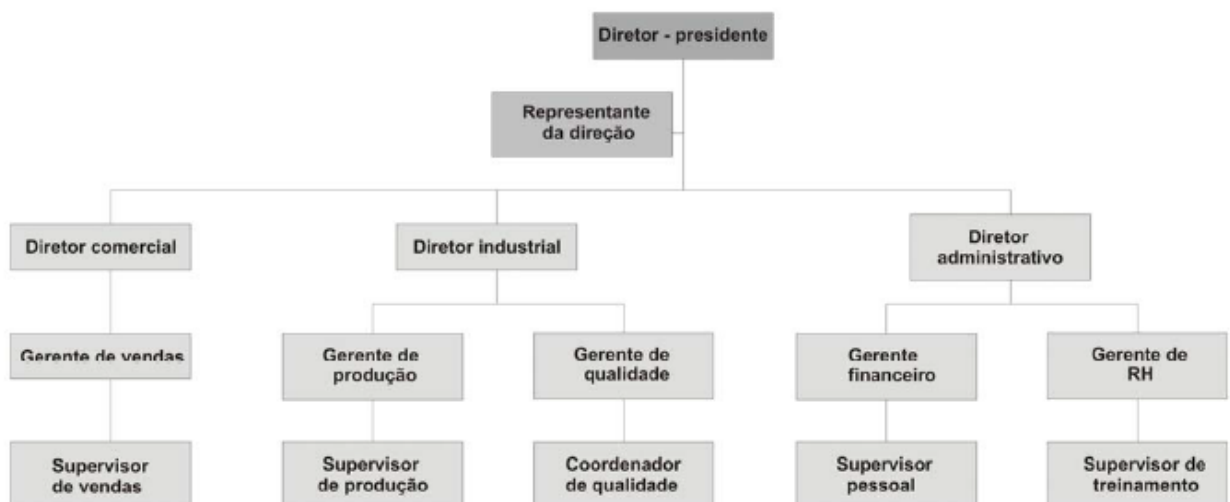 Diretor - presidente
Representante
da direção
Diretor comercial
Diretor industrial
Diretor
administrativo
Gerente de vendas
Gerente de
produção
Gerente de
qualidade
Gerente
financeiro
Gerente de
RH
Supervisor
de vendas
Supervisor
de produção
Coordenador
de qualidade
Supervisor
pessoal
Supervisor de
treinamento